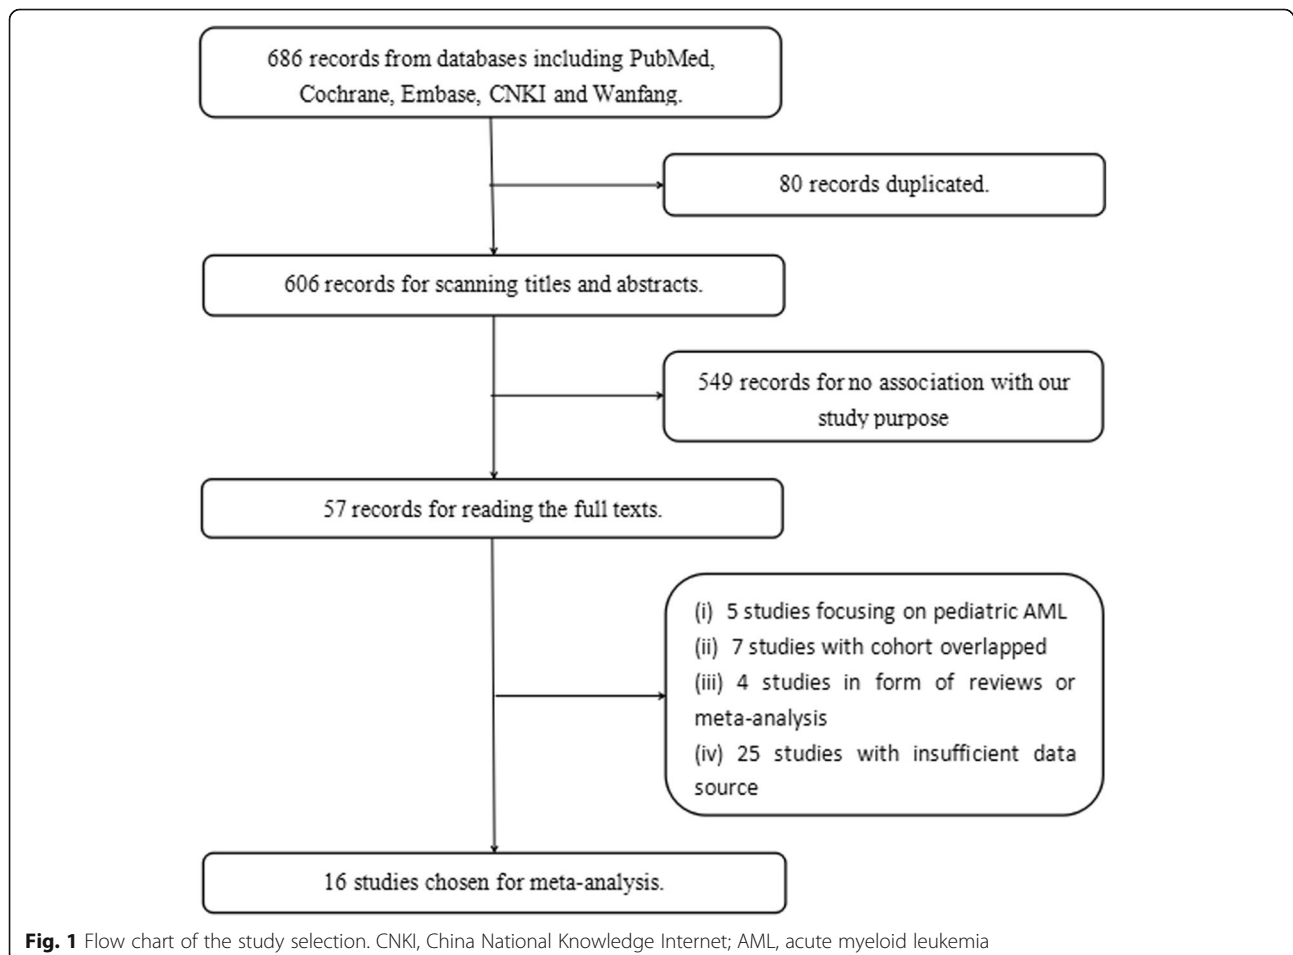 686 records from databases including PubMed,
Cochrane, Embase, CNKI and Wanfang.
80 records duplicated.
606 records for scanning titles and abstracts.
549 records for no association with our
study purpose
57 records for reading the full texts.
(i) 5 studies focusing on pediatric AML
(ii) 7 studies with cohort overlapped
(iii) 4 studies in form of reviews or
meta-analysis
(iv) 25 studies with insufficient data
source
16 studies chosen for meta-analysis.
Fig. 1 Flow chart of the study selection. CNKI, China National Knowledge Internet; AML, acute myeloid leukemia